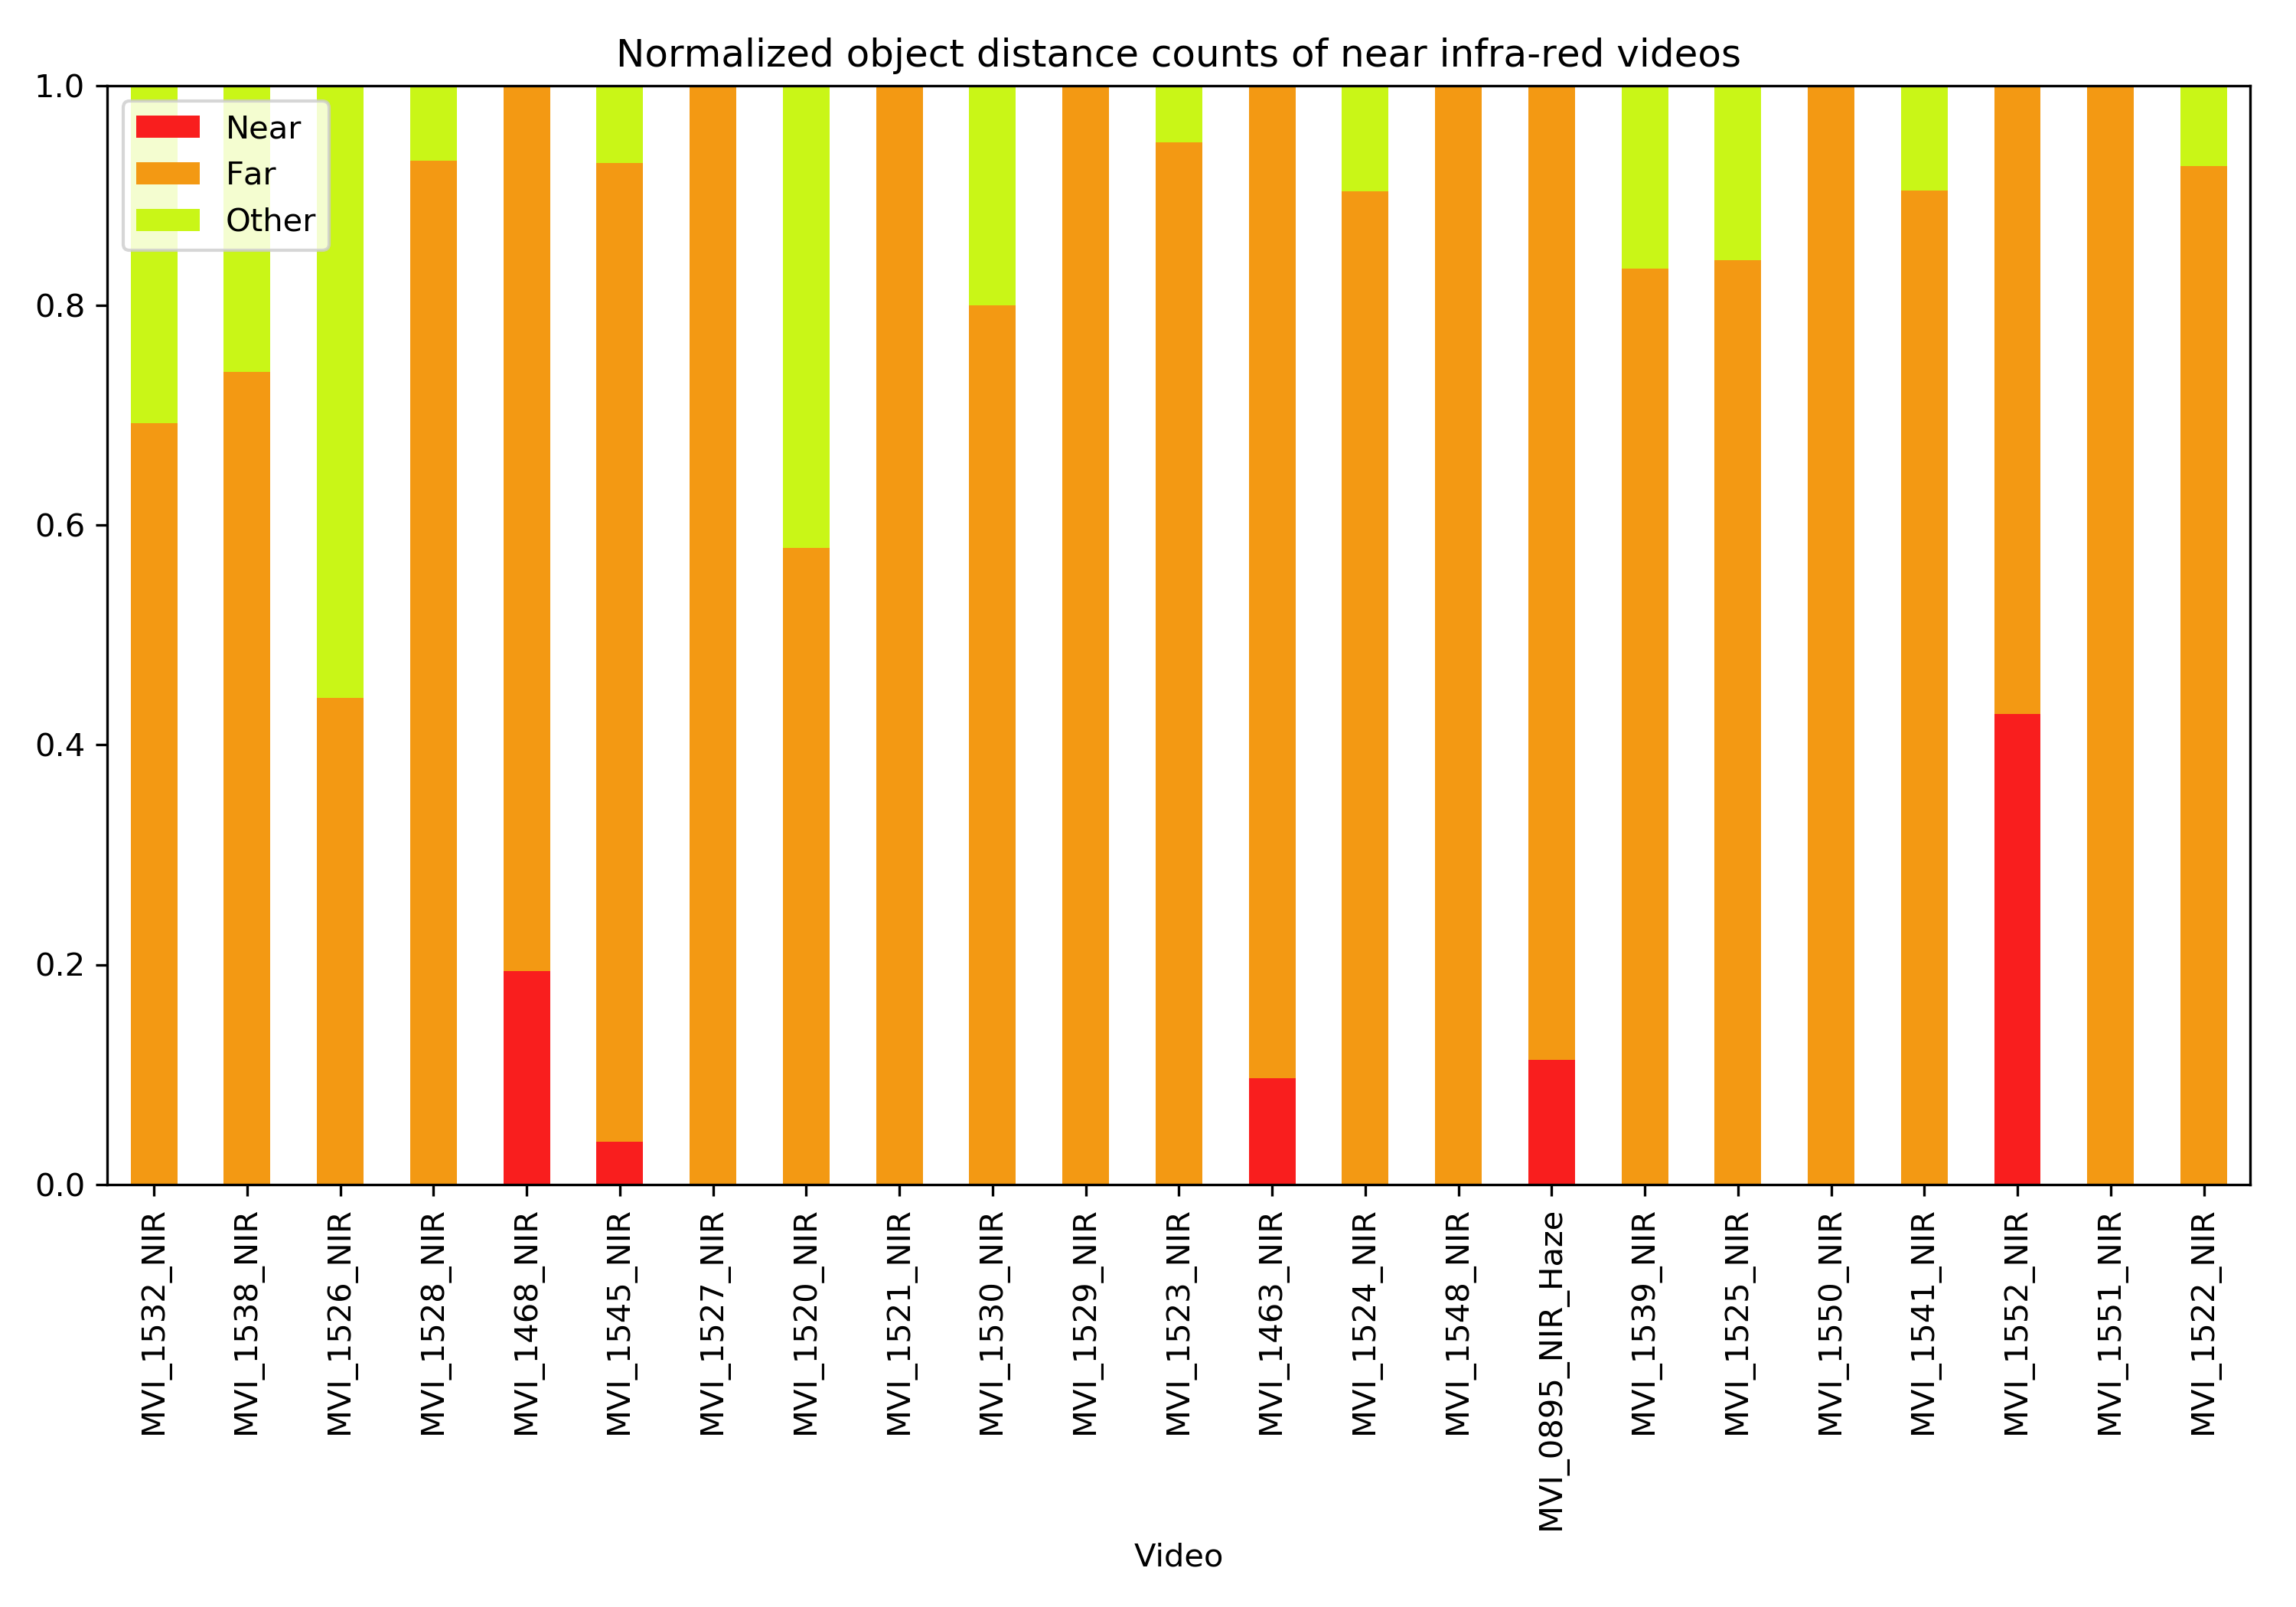 Normalized object distance counts of near infra-red videos
1.0
0.8
0.6
0.4
0.2
0.0
Near
Far
Other
MVI_1532_NIR
MVI_1538_NIR
MVI_1526_NIR
MVI_1528_NIR
MVI_1468_NIR
MVI_1545_NIR
MVI_1527_NIR
MVI_1520_NIR
MVI_1521_NIR
MVI_1530_NIR
MVI_1529_NIR
MVI_1523_NIR
MVI_1463_NIR
MVI_1524_NIR
MVI_1548_NIR
MVI_0895_NIR_Haze
MVI_1539_NIR
MVI_1525_NIR
MVI_1550_NIR
MVI_1541_NIR
MVI_1552_NIR
MVI_1551_NIR
MVI_1522_NIR
Video